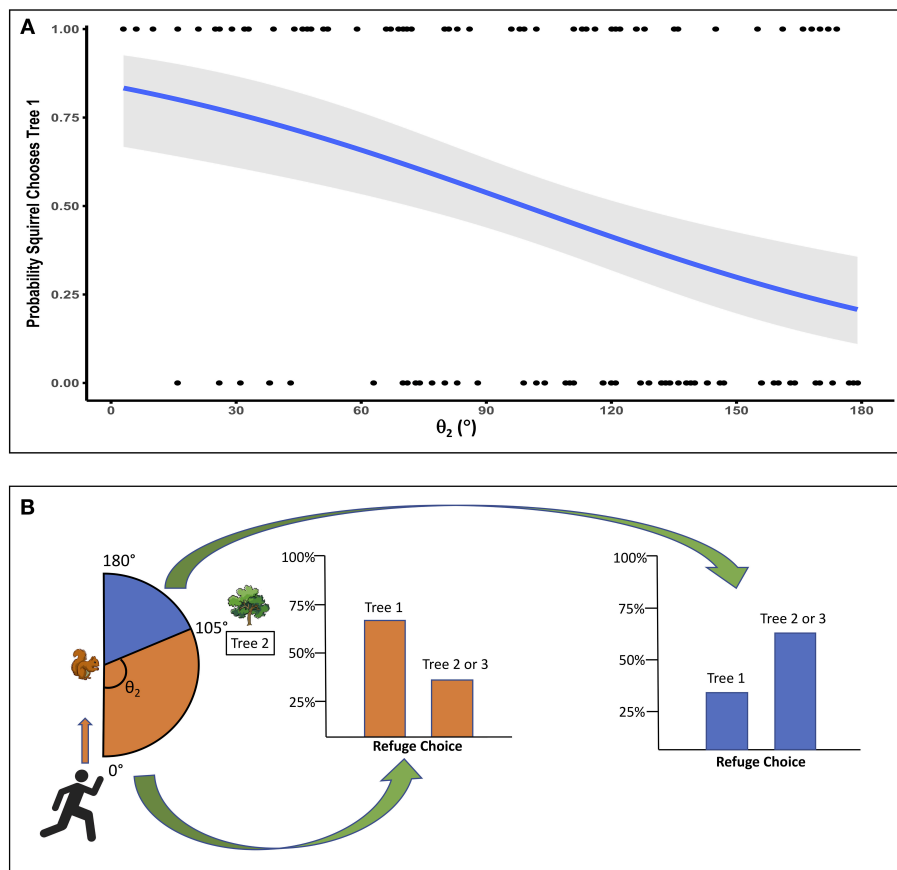 A
Probability Squirrel Chooses Tree 1
1.00
0.75
0.50
0.25
0.00
0 30 60 90 120 150 180
θ2 (°)
B
180°
105°
Tree 2
θ2
0°
100%
75%
50%
25%
Tree 1
Tree 2 or 3
Refuge Choice
100%
75%
50%
25%
Tree 1
Tree 2 or 3
Refuge Choice